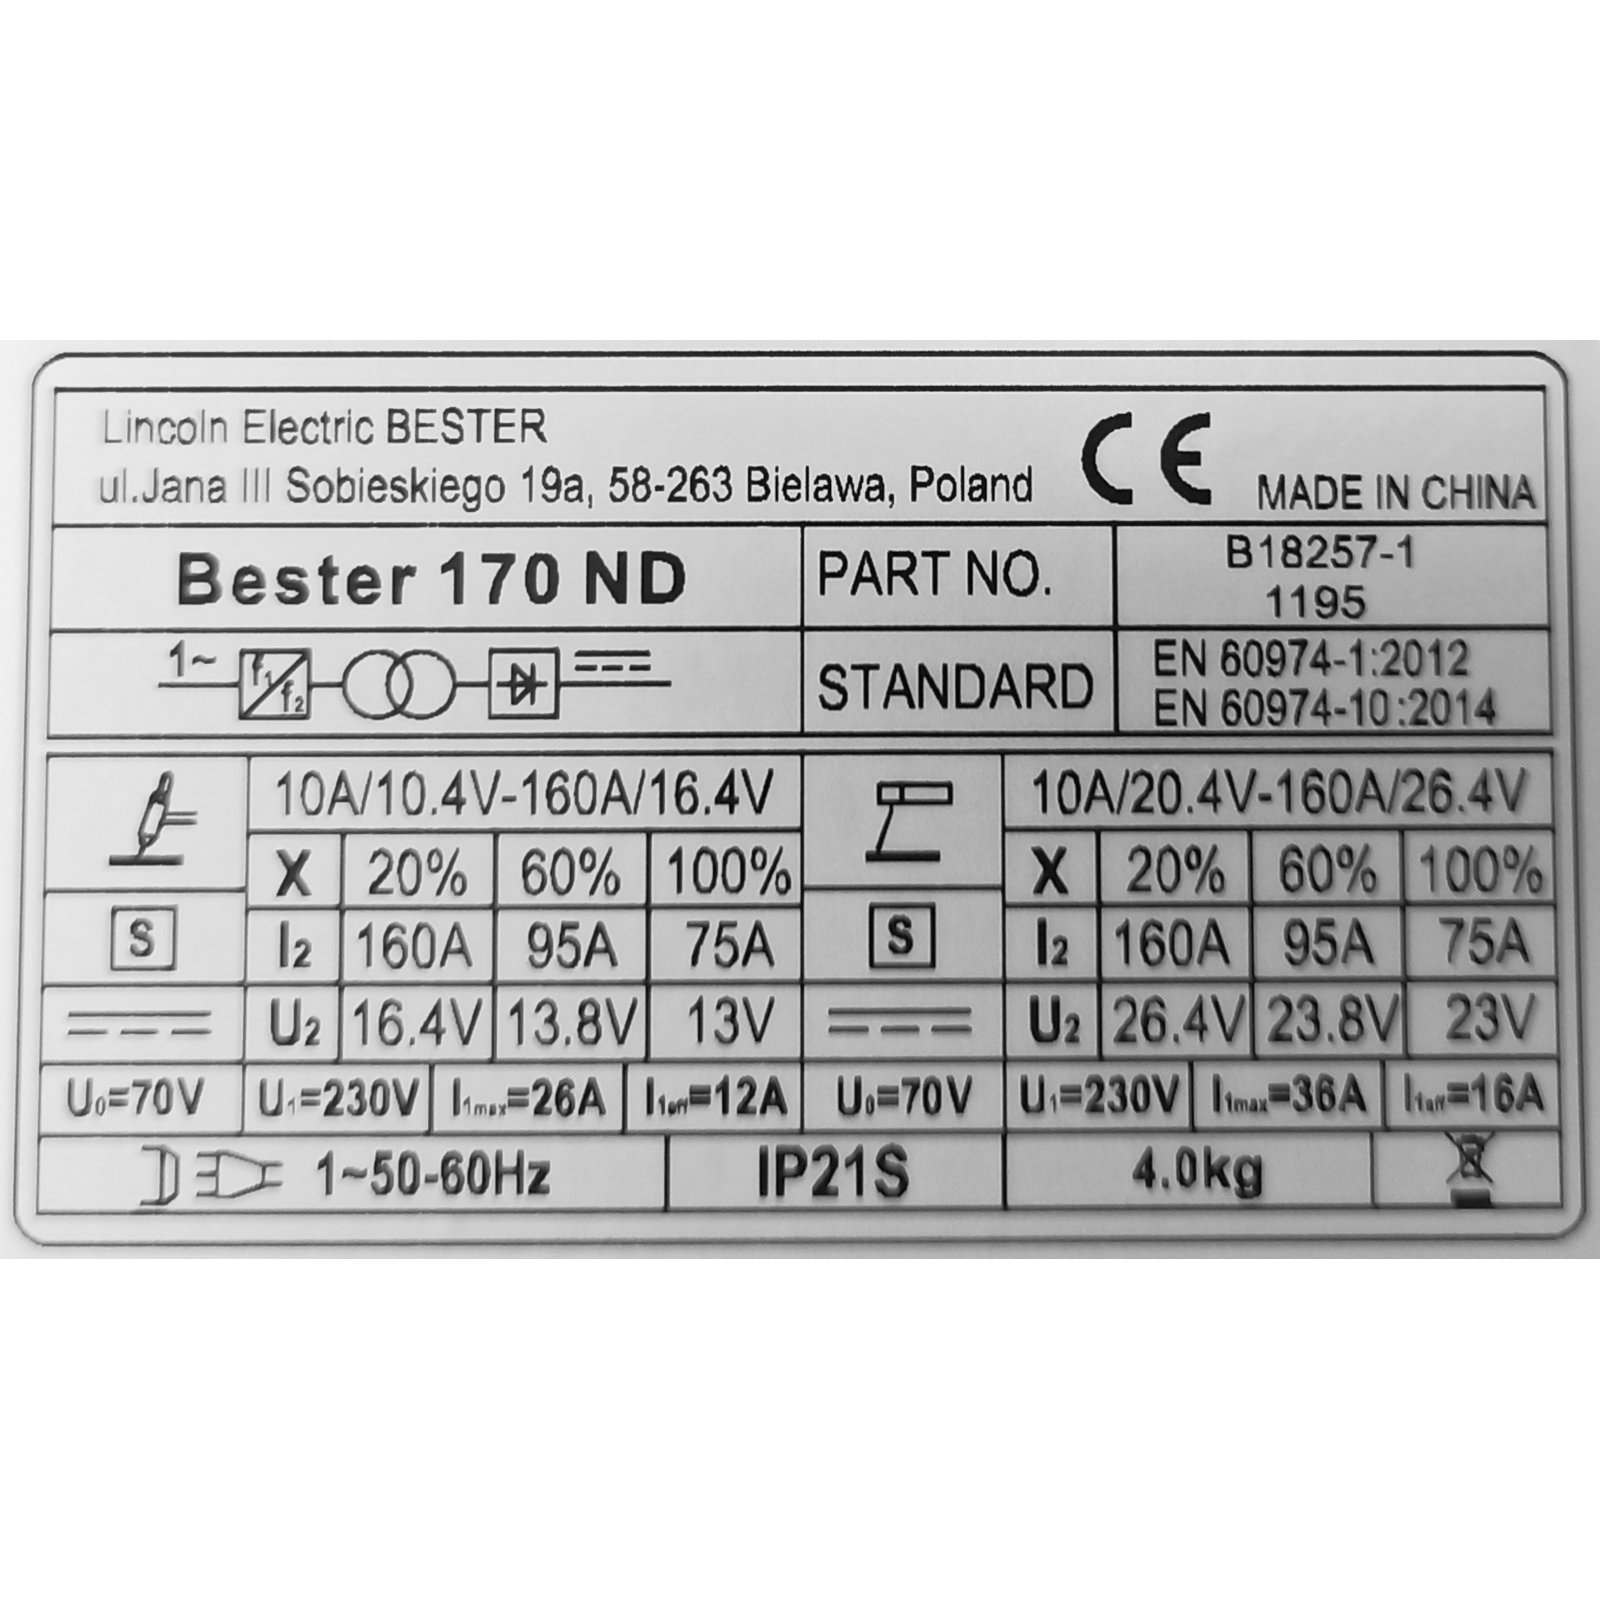 Lincoln Electric BESTER
ul.Jana III Sobieskiego 19a, 58-263 Bielawa, Poland
CE
MADE IN CHINA
Bester 170 ND
PART NO.
B18257-1
1195
1~
f1
f2
STANDARD
EN 60974-1:2012
EN 60974-10:2014
10A/10.4V-160A/16.4V
X 20% 60% 100%
S
I2 160A 95A 75A
U2 16.4V 13.8V 13V
U0=70V U1=230V I1max=26A I1eff=12A
10A/20.4V-160A/26.4V
X 20% 60% 100%
S
I2 160A 95A 75A
U2 26.4V 23.8V 23V
U0=70V U1=230V I1max=36A I1eff=16A
1~50-60Hz
IP21S
4.0kg